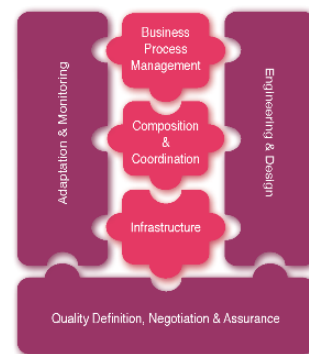 Business
Process
Management
Adaptation & Monitoring
Composition
&
Coordination
Engineering & Design
Infrastructure
Quality Definition, Negotiation & Assurance